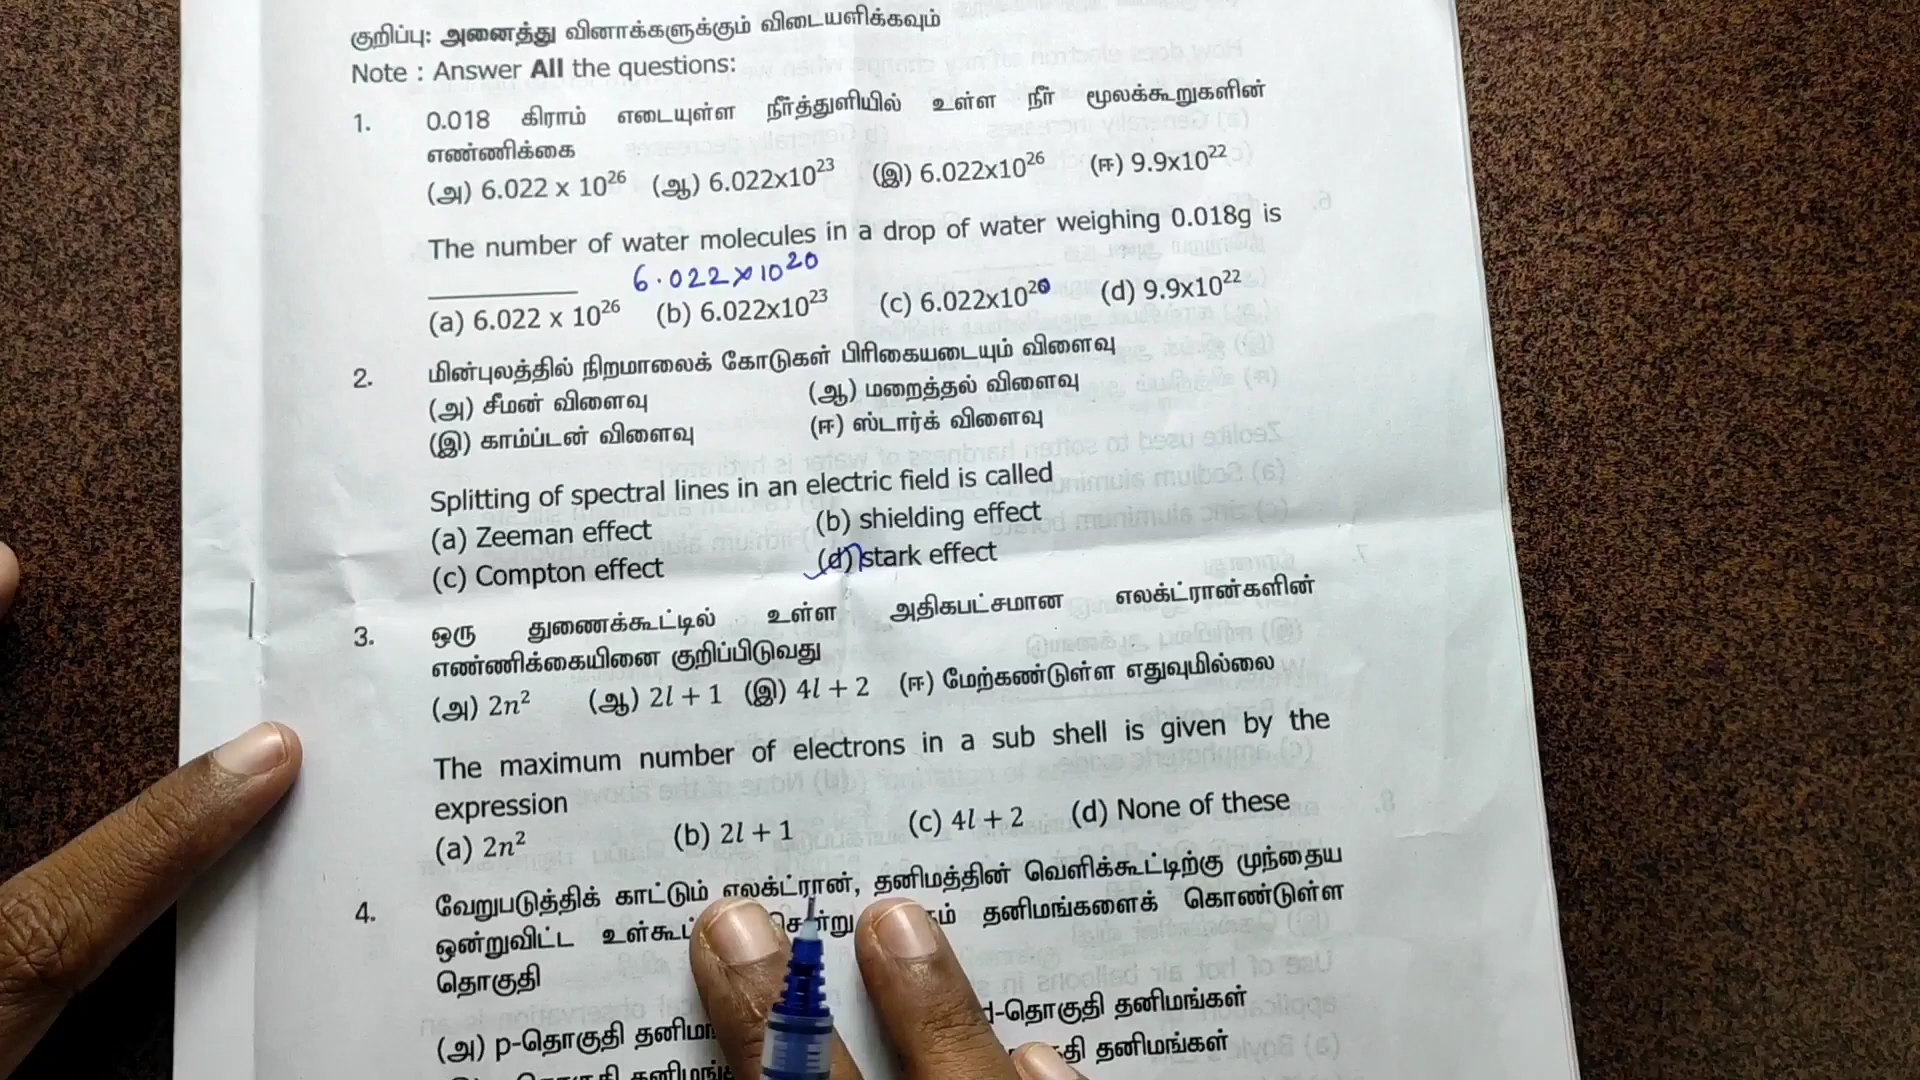 குறிப்பு: அனைத்து வினாக்களுக்கும் விடையளிக்கவும்
Note : Answer All the questions:
1. 0.018 கிராம் எடையுள்ள நீர்த்துளியில் உள்ள நீர் மூலக்கூறுகளின்
எண்ணிக்கை
(அ) 6.022 x 10²⁶ (ஆ) 6.022x10²³ (இ) 6.022x10²⁶ (ஈ) 9.9x10²²
The number of water molecules in a drop of water weighing 0.018g is
6.022x10²⁰
(a) 6.022 x 10²⁶ (b) 6.022x10²³ (c) 6.022x10²⁰ (d) 9.9x10²²
2. மின்புலத்தில் நிறமாலைக் கோடுகள் பிரிகையடையும் விளைவு
(அ) சீமன் விளைவு (ஆ) மறைத்தல் விளைவு
(இ) காம்ப்டன் விளைவு (ஈ) ஸ்டார்க் விளைவு
Splitting of spectral lines in an electric field is called
(a) Zeeman effect (b) shielding effect
(c) Compton effect (d) stark effect
3. ஒரு துணைக்கூட்டில் உள்ள அதிகபட்சமான எலக்ட்ரான்களின்
எண்ணிக்கையினை குறிப்பிடுவது
(அ) 2n² (ஆ) 2l + 1 (இ) 4l + 2 (ஈ) மேற்கண்டுள்ள எதுவுமில்லை
The maximum number of electrons in a sub shell is given by the
expression
(a) 2n² (b) 2l + 1 (c) 4l + 2 (d) None of these
4. வேறுபடுத்திக் காட்டும் எலக்ட்ரான், தனிமத்தின் வெளிக்கூட்டிற்கு முந்தைய
ஒன்றுவிட்ட தனிமங்களைக் கொண்டுள்ள
தொகுதி
(அ) p-தொகுதி d-தொகுதி தனிமங்கள்
தனிமங்கள்